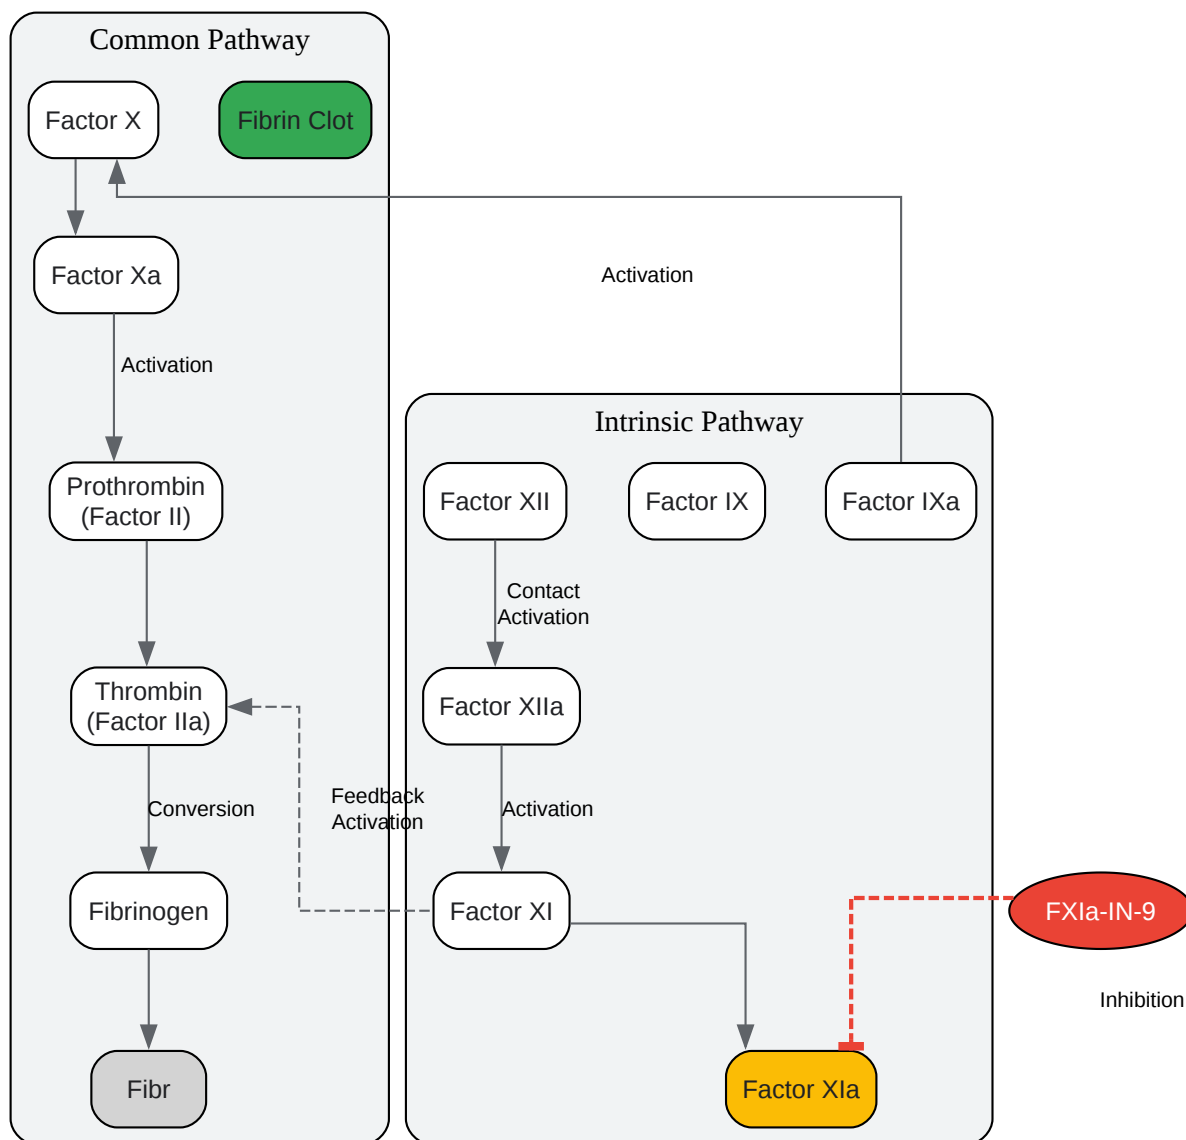 Common Pathway
Factor X
Fibrin Clot
Factor Xa
Activation
Activation
Prothrombin
(Factor II)
Thrombin
(Factor IIa)
Conversion
Feedback
Activation
Fibrinogen
Fibr
Intrinsic Pathway
Factor XII
Factor IX
Factor IXa
Contact
Activation
Factor XIIa
Activation
Factor XI
Factor XIa
FXIa-IN-9
Inhibition